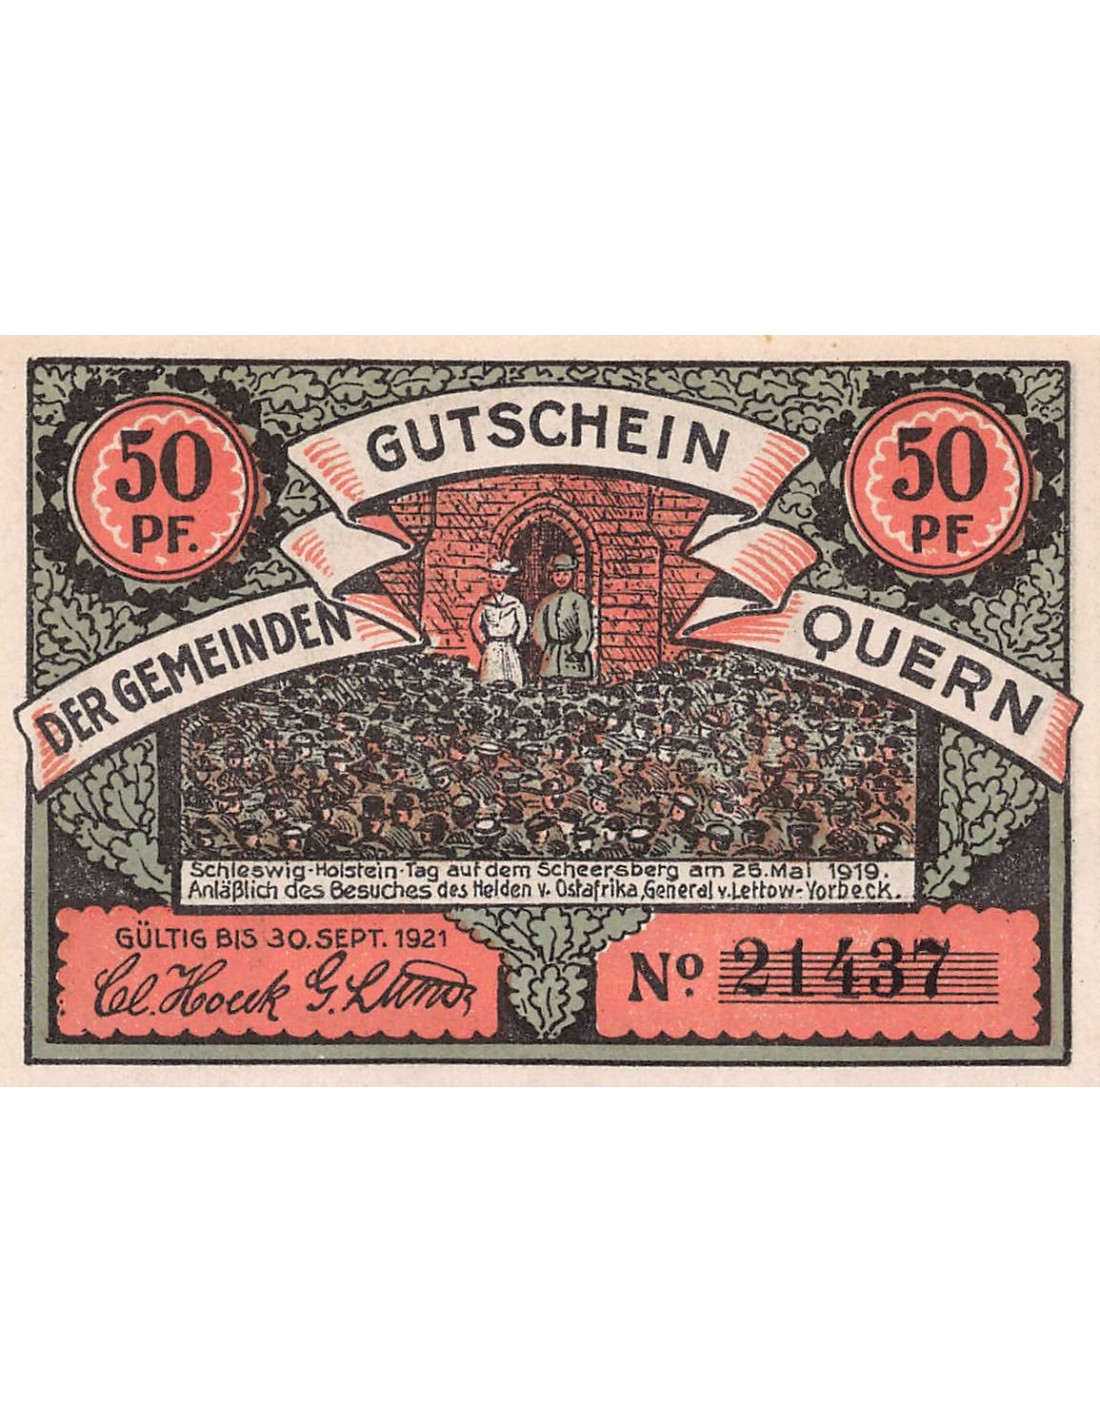 GUTSCHEIN
50
PF.
50
PF
DER GEMEINDEN
QUERN
Schleswig-Holstein-Tag auf dem Scheersberg am 25. Mai 1919.
Anläßlich des Besuches des Helden v. Ostafrika, General v. Lettow-Vorbeck.
GÜLTIG BIS 30. SEPT. 1921
Cl. Hoeck G. Lund
Nº 21437